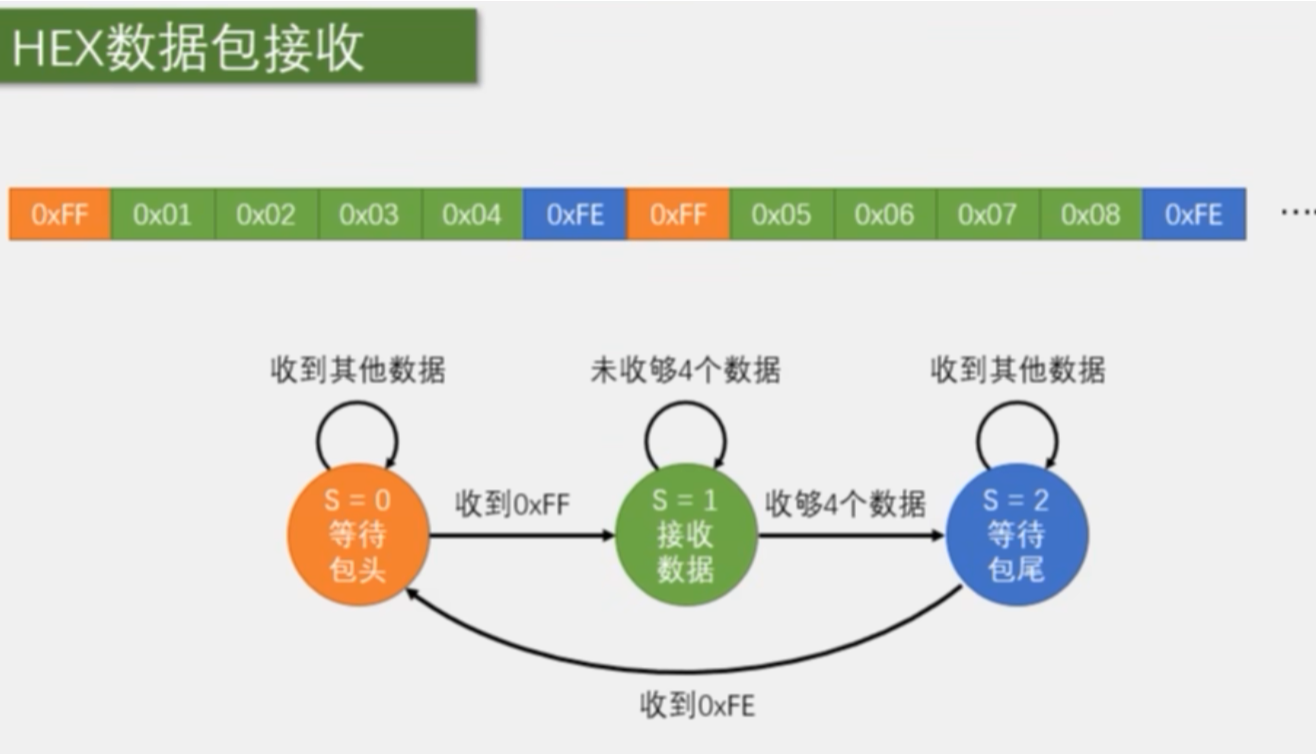 HEX数据包接收
0xFF 0x01 0x02 0x03 0x04 0xFE 0xFF 0x05 0x06 0x07 0x08 0xFE ....
收到其他数据 未收够4个数据 收到其他数据
S = 0
等待
包头
收到0xFF
S = 1
接收
数据
收够4个数据
S = 2
等待
包尾
收到0xFE